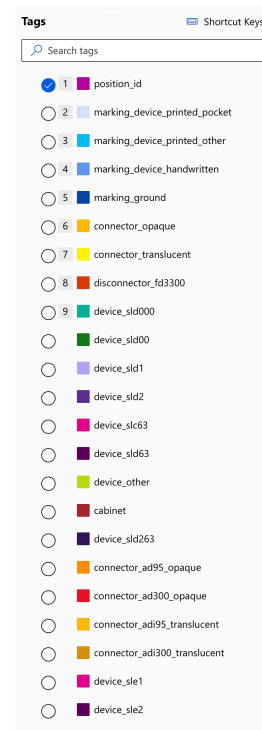 Tags
Shortcut Keys
Search tags
1 position_id
2 marking_device_printed_pocket
3 marking_device_printed_other
4 marking_device_handwritten
5 marking_ground
6 connector_opaque
7 connector_translucent
8 disconnector_fd3300
9 device_sld000
device_sld00
device_sld1
device_sld2
device_slc63
device_sld63
device_other
cabinet
device_sld263
connector_ad95_opaque
connector_ad300_opaque
connector_adi95_translucent
connector_adi300_translucent
device_sle1
device_sle2